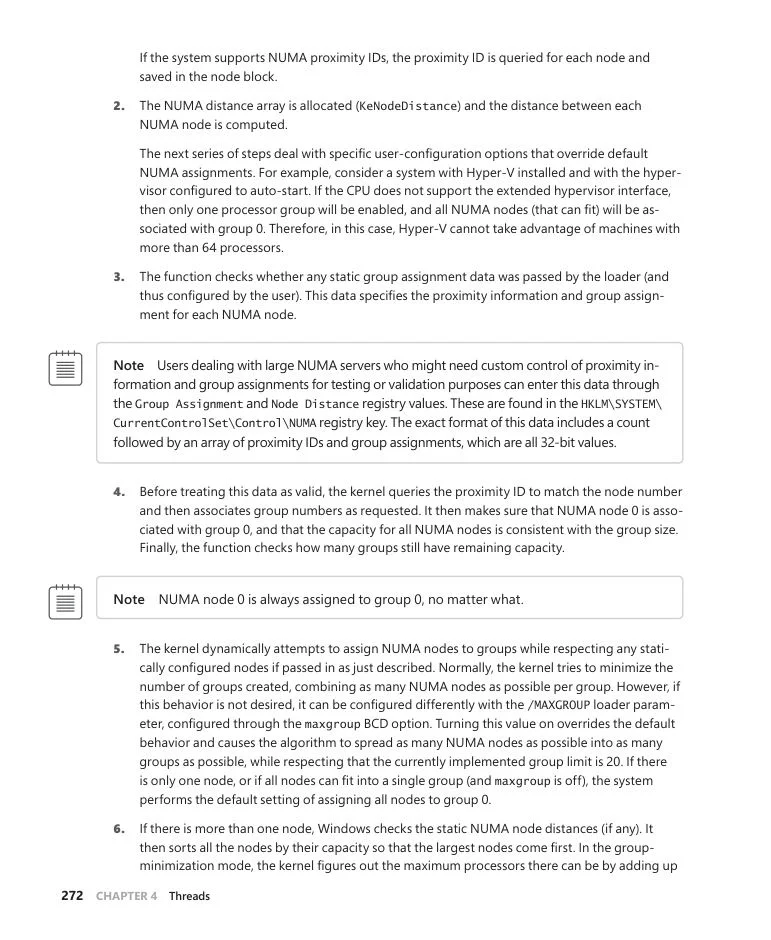 If the system supports NUMA proximity IDs, the proximity ID is queried for each node and
saved in the node block.
2. The NUMA distance array is allocated (KeNodeDistance) and the distance between each
NUMA node is computed.
The next series of steps deal with specific user-configuration options that override default
NUMA assignments. For example, consider a system with Hyper-V installed and with the hyper-
visor configured to auto-start. If the CPU does not support the extended hypervisor interface,
then only one processor group will be enabled, and all NUMA nodes (that can fit) will be as-
sociated with group 0. Therefore, in this case, Hyper-V cannot take advantage of machines with
more than 64 processors.
3. The function checks whether any static group assignment data was passed by the loader (and
thus configured by the user). This data specifies the proximity information and group assign-
ment for each NUMA node.
Note Users dealing with large NUMA servers who might need custom control of proximity in-
formation and group assignments for testing or validation purposes can enter this data through
the Group Assignment and Node Distance registry values. These are found in the HKLM\SYSTEM\
CurrentControlSet\Control\NUMA registry key. The exact format of this data includes a count
followed by an array of proximity IDs and group assignments, which are all 32-bit values.
4. Before treating this data as valid, the kernel queries the proximity ID to match the node number
and then associates group numbers as requested. It then makes sure that NUMA node 0 is asso-
ciated with group 0, and that the capacity for all NUMA nodes is consistent with the group size.
Finally, the function checks how many groups still have remaining capacity.
Note NUMA node 0 is always assigned to group 0, no matter what.
5. The kernel dynamically attempts to assign NUMA nodes to groups while respecting any stati-
cally configured nodes if passed in as just described. Normally, the kernel tries to minimize the
number of groups created, combining as many NUMA nodes as possible per group. However, if
this behavior is not desired, it can be configured differently with the /MAXGROUP loader param-
eter, configured through the maxgroup BCD option. Turning this value on overrides the default
behavior and causes the algorithm to spread as many NUMA nodes as possible into as many
groups as possible, while respecting that the currently implemented group limit is 20. If there
is only one node, or if all nodes can fit into a single group (and maxgroup is off), the system
performs the default setting of assigning all nodes to group 0.
6. If there is more than one node, Windows checks the static NUMA node distances (if any). It
then sorts all the nodes by their capacity so that the largest nodes come first. In the group-
minimization mode, the kernel figures out the maximum processors there can be by adding up
272 CHAPTER 4 Threads